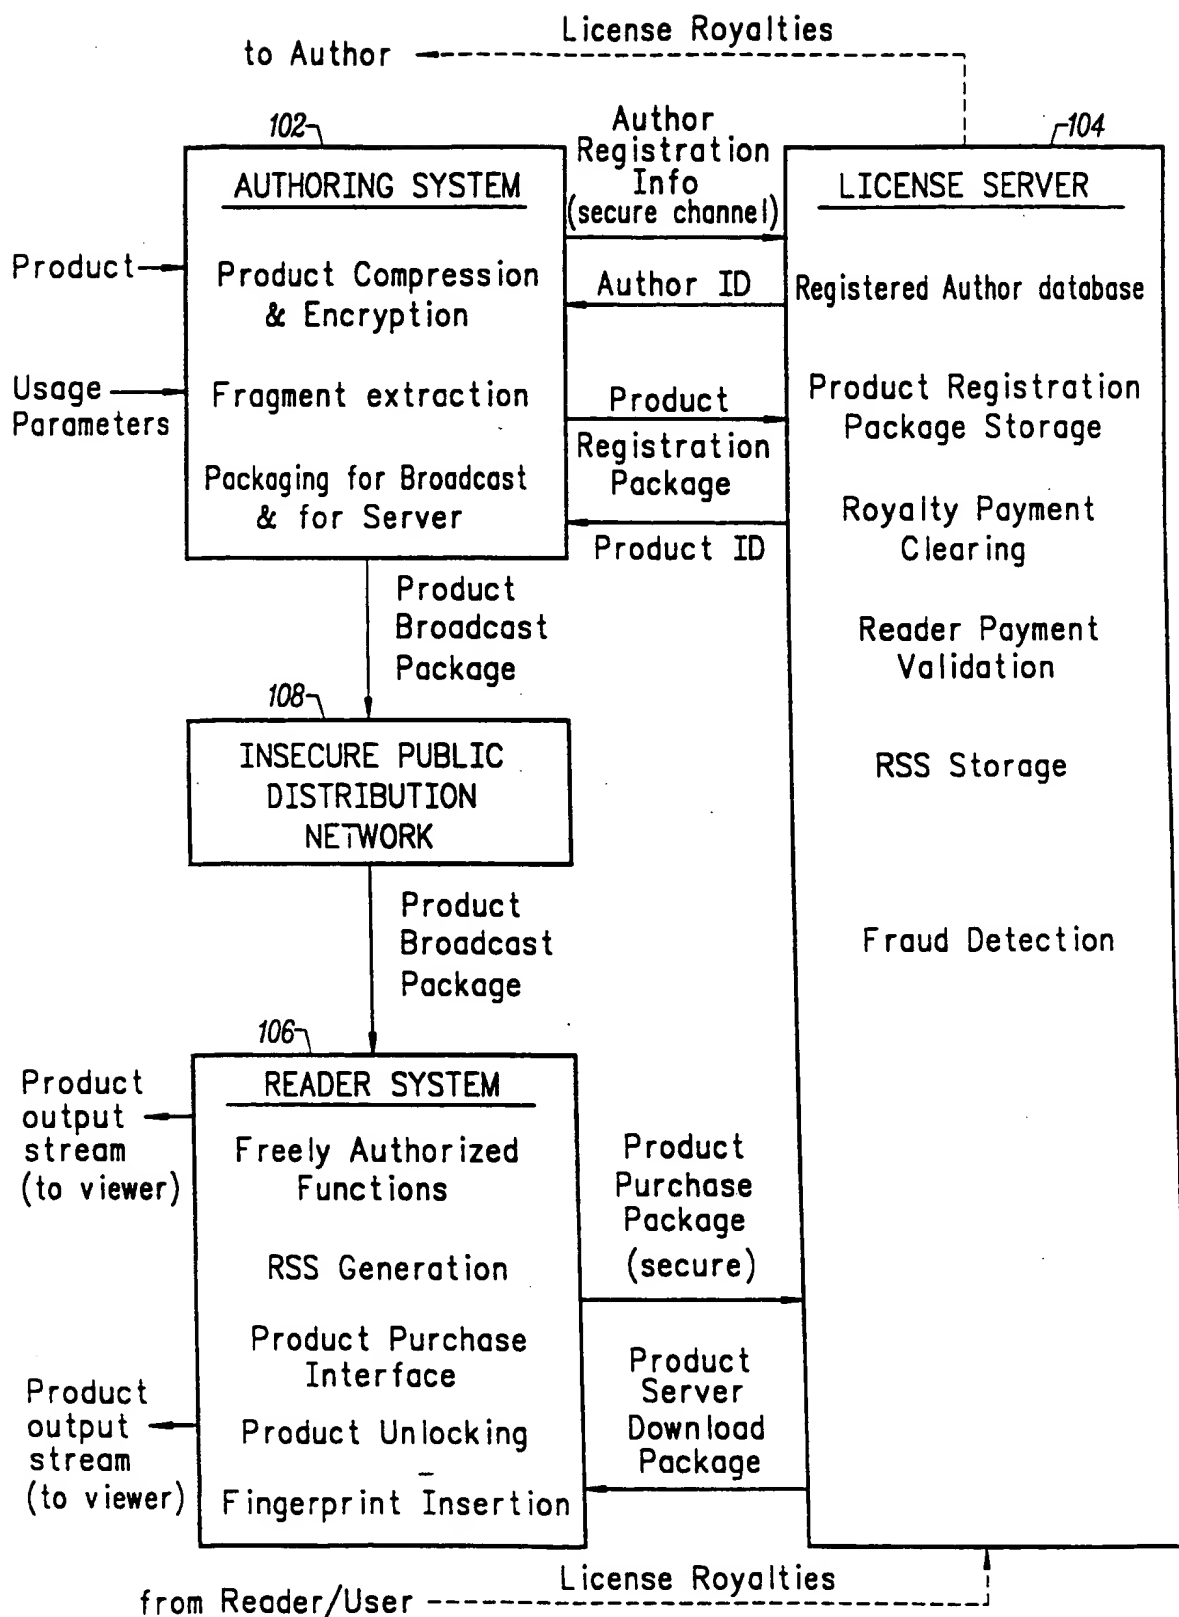 License Royalties
to Author
102
AUTHORING SYSTEM
Product
Product Compression
& Encryption
Usage
Parameters
Fragment extraction
Packaging for Broadcast
& for Server
Author
Registration
Info
(secure channel)
Author ID
Product
Registration
Package
Product ID
104
LICENSE SERVER
Registered Author database
Product Registration
Package Storage
Royalty Payment
Clearing
Reader Payment
Validation
RSS Storage
Fraud Detection
Product
Broadcast
Package
108
INSECURE PUBLIC
DISTRIBUTION
NETWORK
Product
Broadcast
Package
106
READER SYSTEM
Product
output
stream
(to viewer)
Freely Authorized
Functions
RSS Generation
Product Purchase
Interface
Product
output
stream
(to viewer)
Product Unlocking
Fingerprint Insertion
Product
Purchase
Package
(secure)
Product
Server
Download
Package
License Royalties
from Reader/User